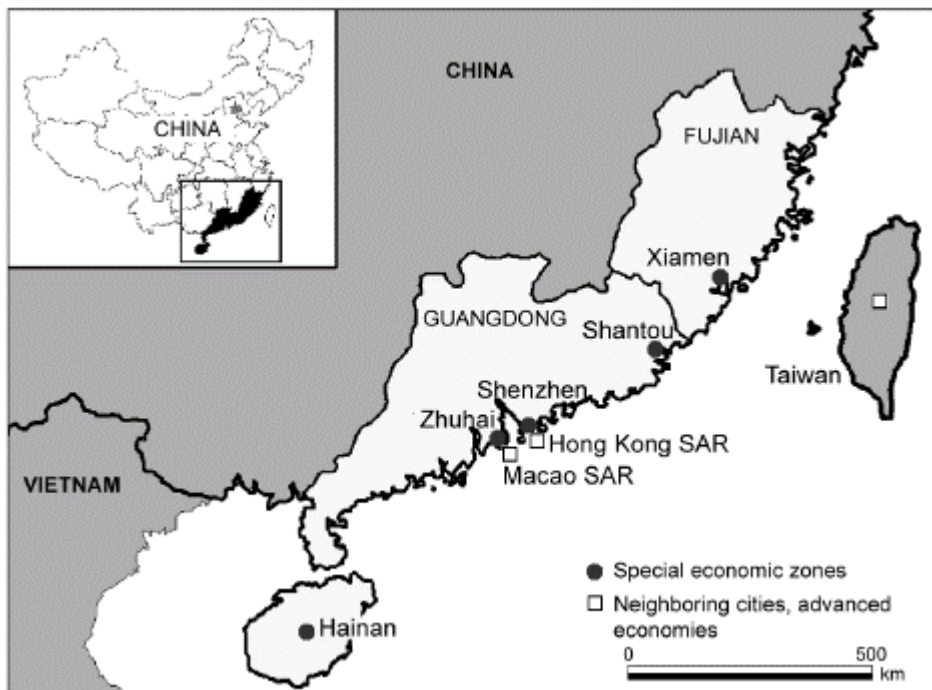 CHINA
CHINA
FUJIAN
Xiamen
GUANGDONG
Shantou
Taiwan
Shenzhen
Zhuhai
Hong Kong SAR
Macao SAR
VIETNAM
Hainan
Special economic zones
Neighboring cities, advanced
economies
0 500
km